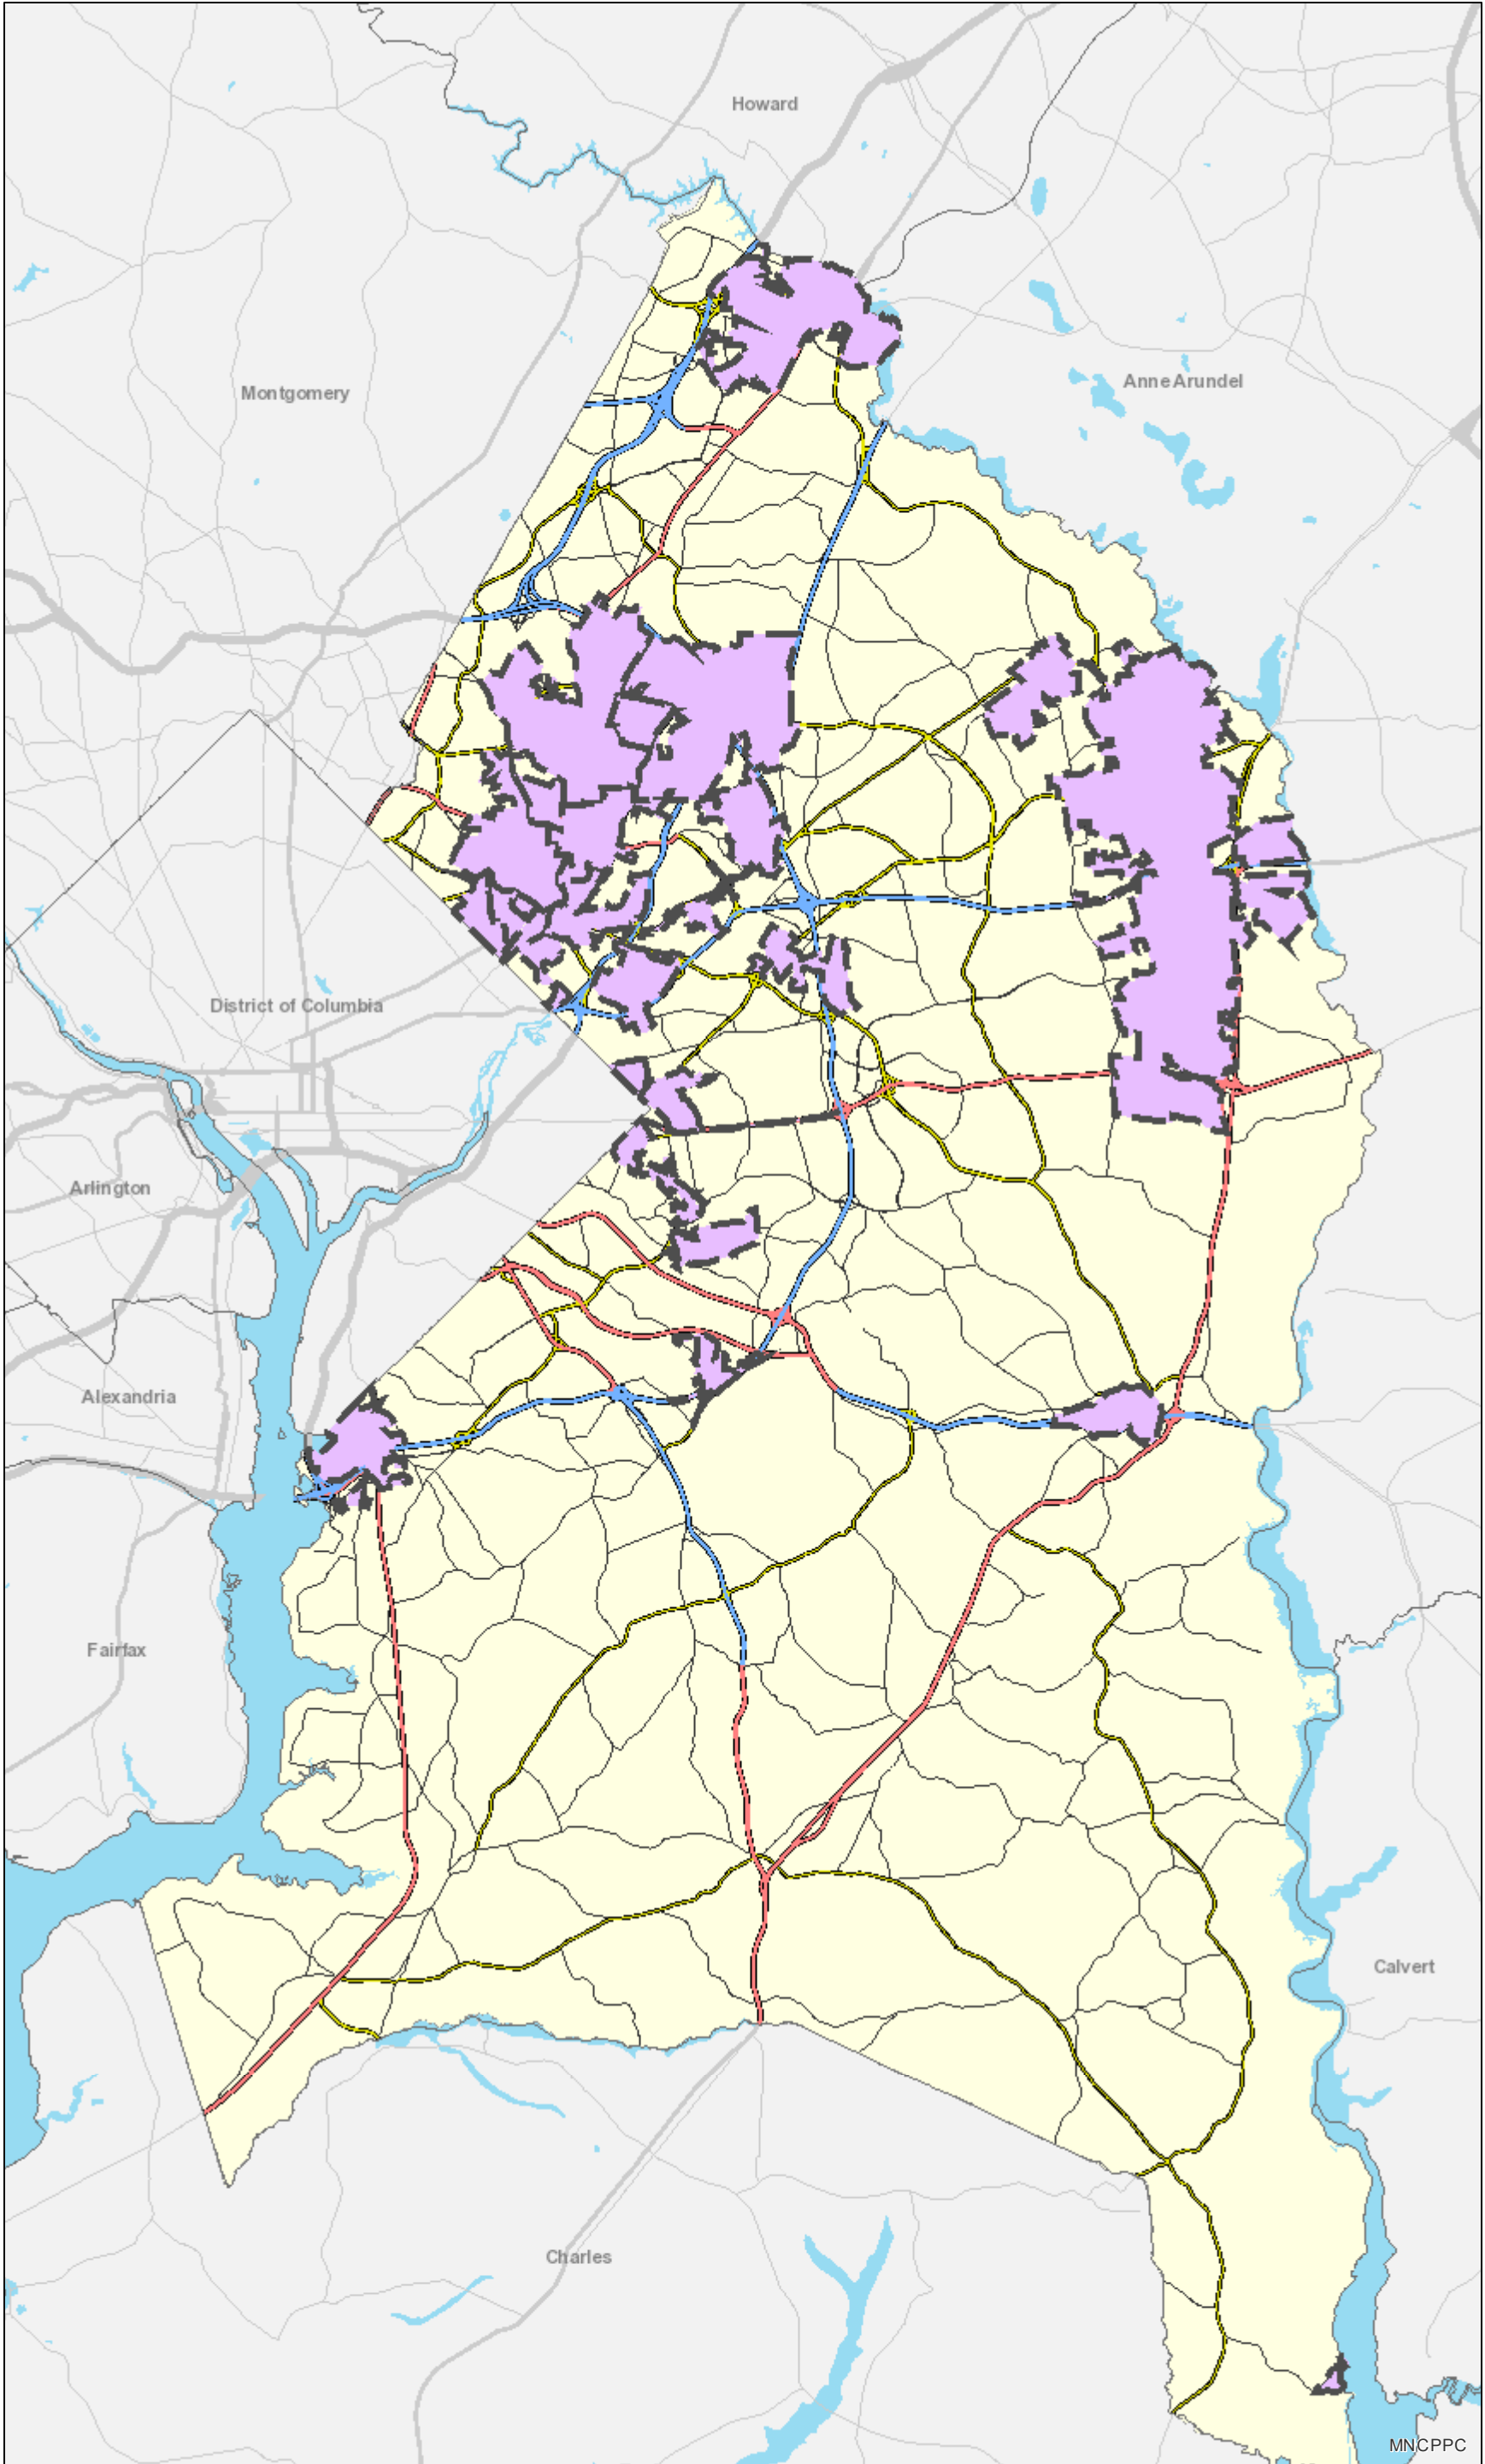 Howard
Anne Arundel
Montgomery
District of Columbia
Arlington
Alexandria
Fairfax
Calvert
Charles
MNCPPC